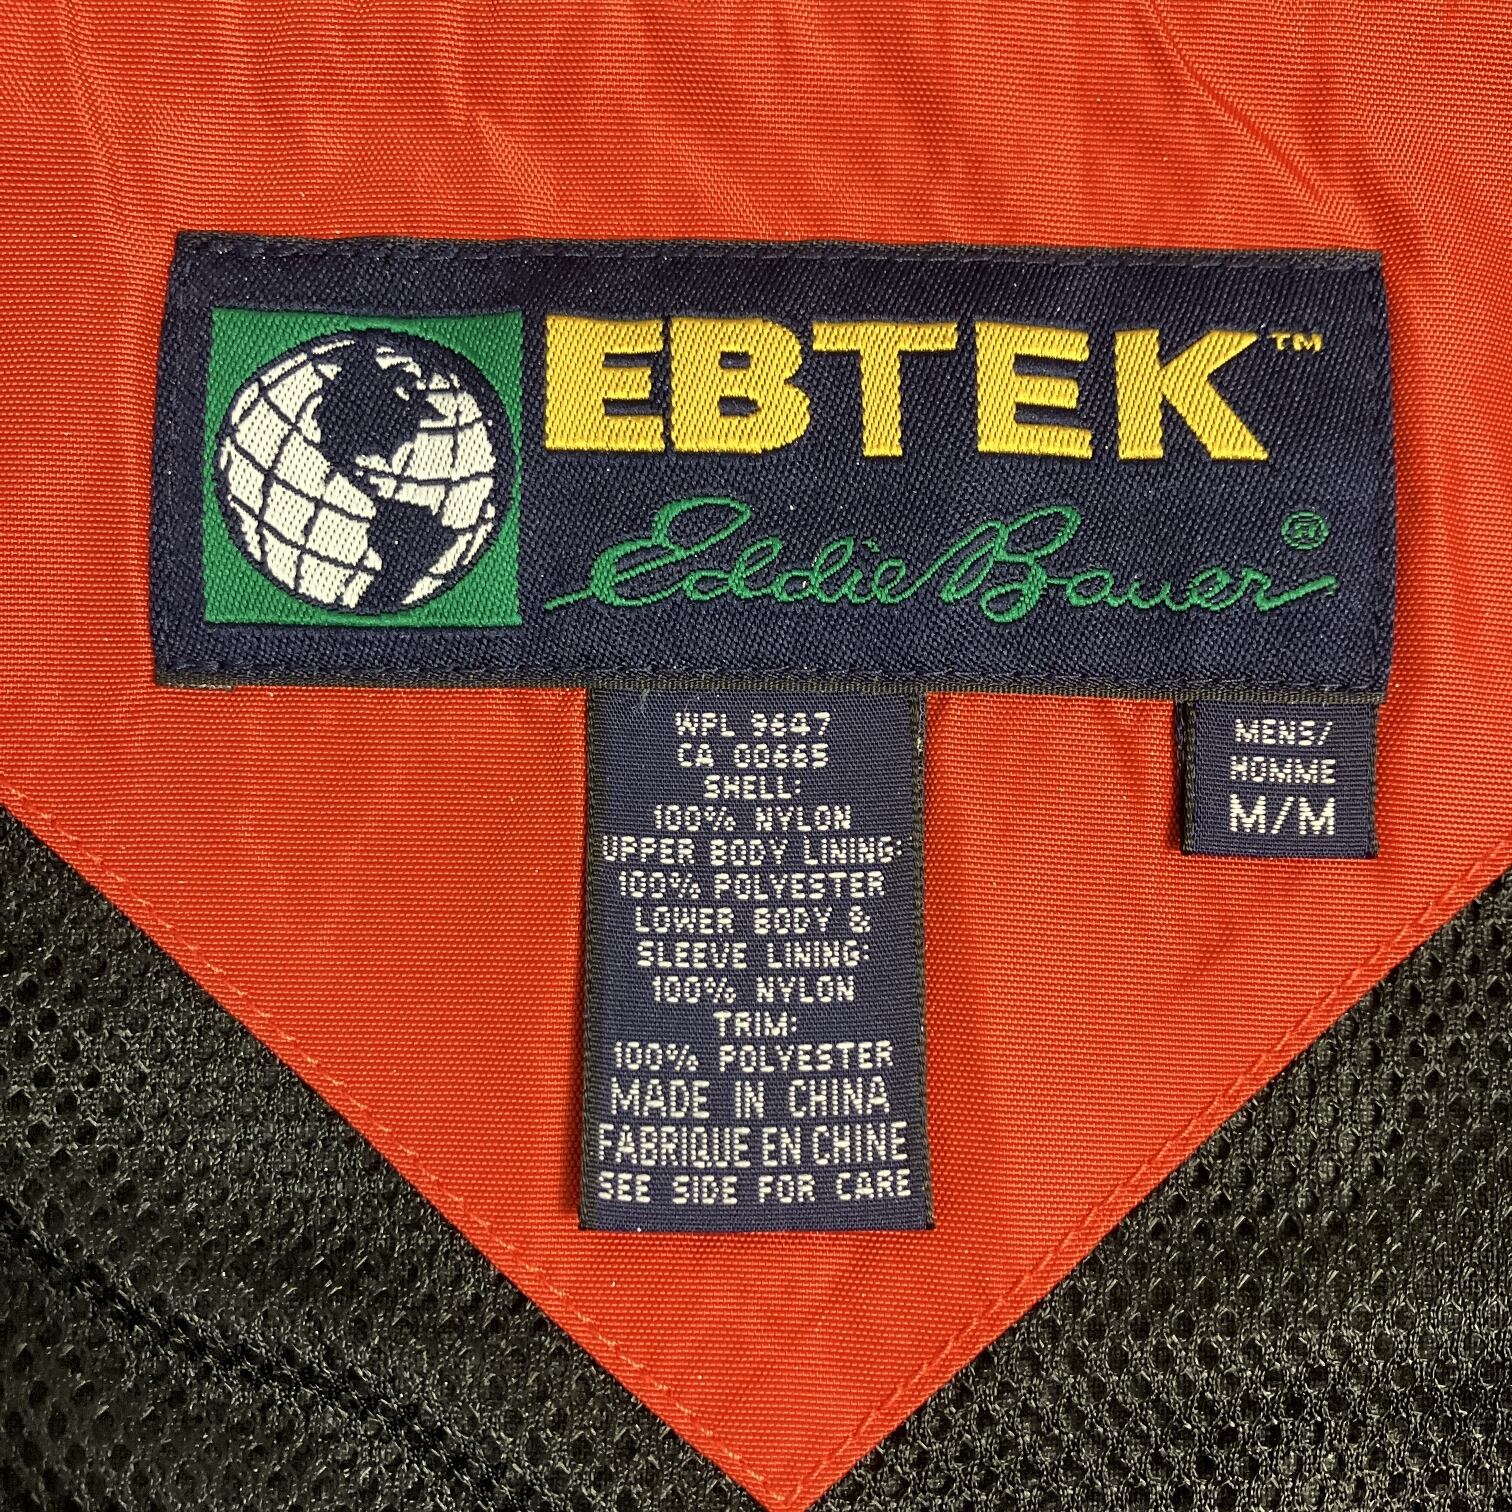 EBTEK™
Eddie Bauer®
WPL 9647
CA 00665
SHELL:
100% NYLON
UPPER BODY LINING:
100% POLYESTER
LOWER BODY &
SLEEVE LINING:
100% NYLON
TRIM:
100% POLYESTER
MADE IN CHINA
FABRIQUE EN CHINE
SEE SIDE FOR CARE
MENS/
HOMME
M/M